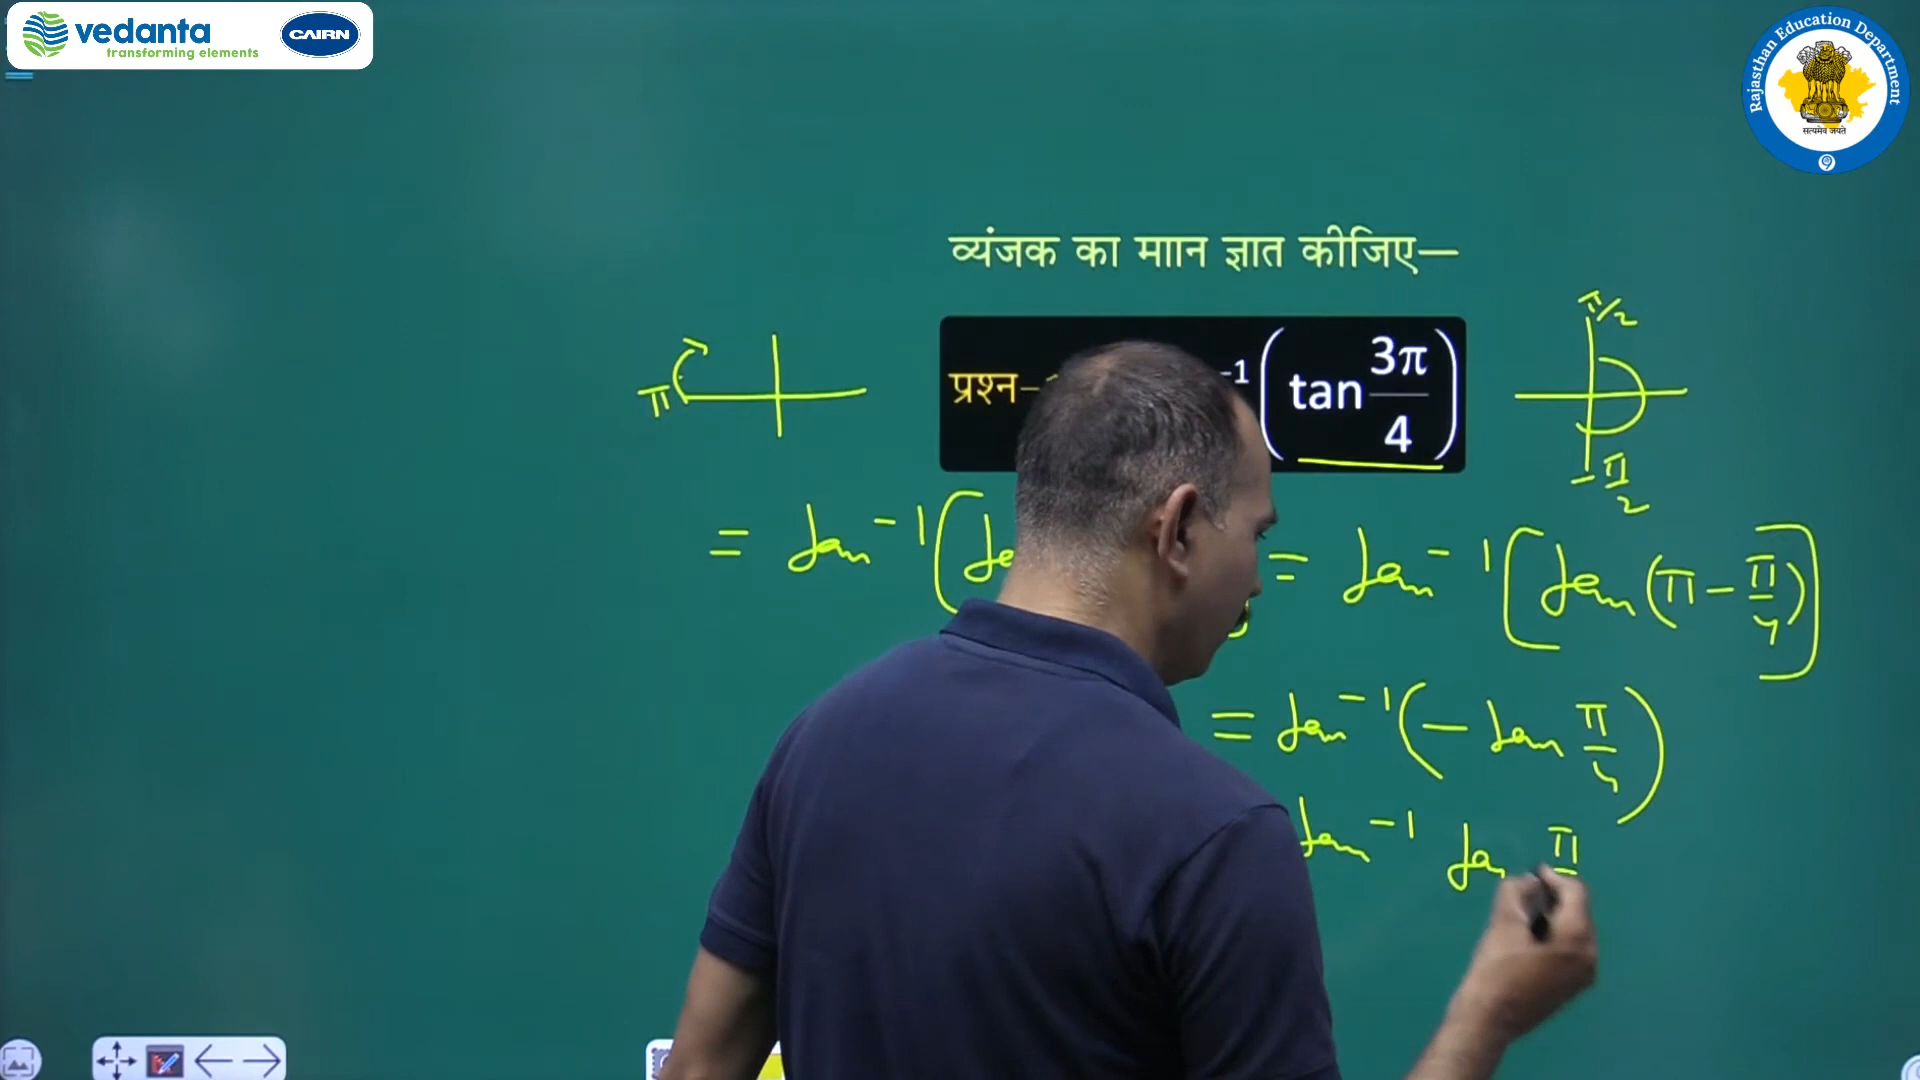 vedanta
transforming elements
CAIRN
Rajasthan Education Department
सत्यमेव जयते
व्यंजक का माान ज्ञात कीजिए—
प्रश्न–
-1 ( tan 3π/4 )
π/2
π
-π/2
= tan -1 [
= tan -1 [ tan ( π - π/4 ) ]
= tan -1 ( - tan π/4 )
tan -1 tan π